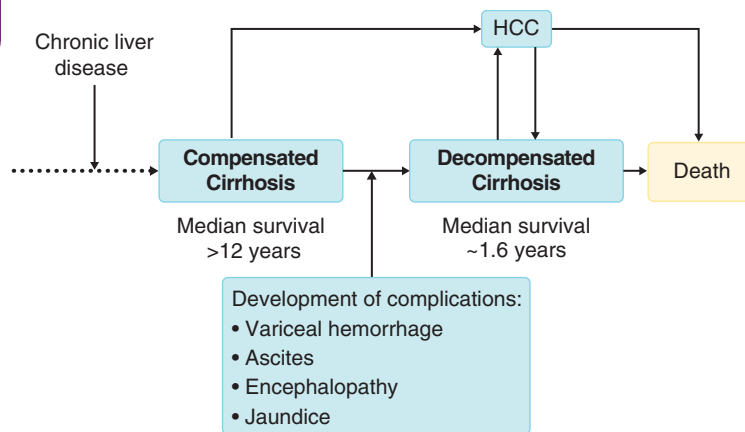 Chronic liver
disease
HCC
Compensated
Cirrhosis
Decompensated
Cirrhosis
Death
Median survival
>12 years
Median survival
~1.6 years
Development of complications:
• Variceal hemorrhage
• Ascites
• Encephalopathy
• Jaundice